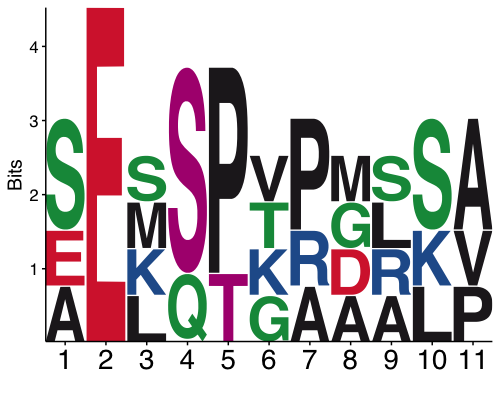 4
3
2
1
Bits
S E S S P V P M S S A
E M T R G L K V
K K D R
A L Q T G A A A L P
1 2 3 4 5 6 7 8 9 10 11